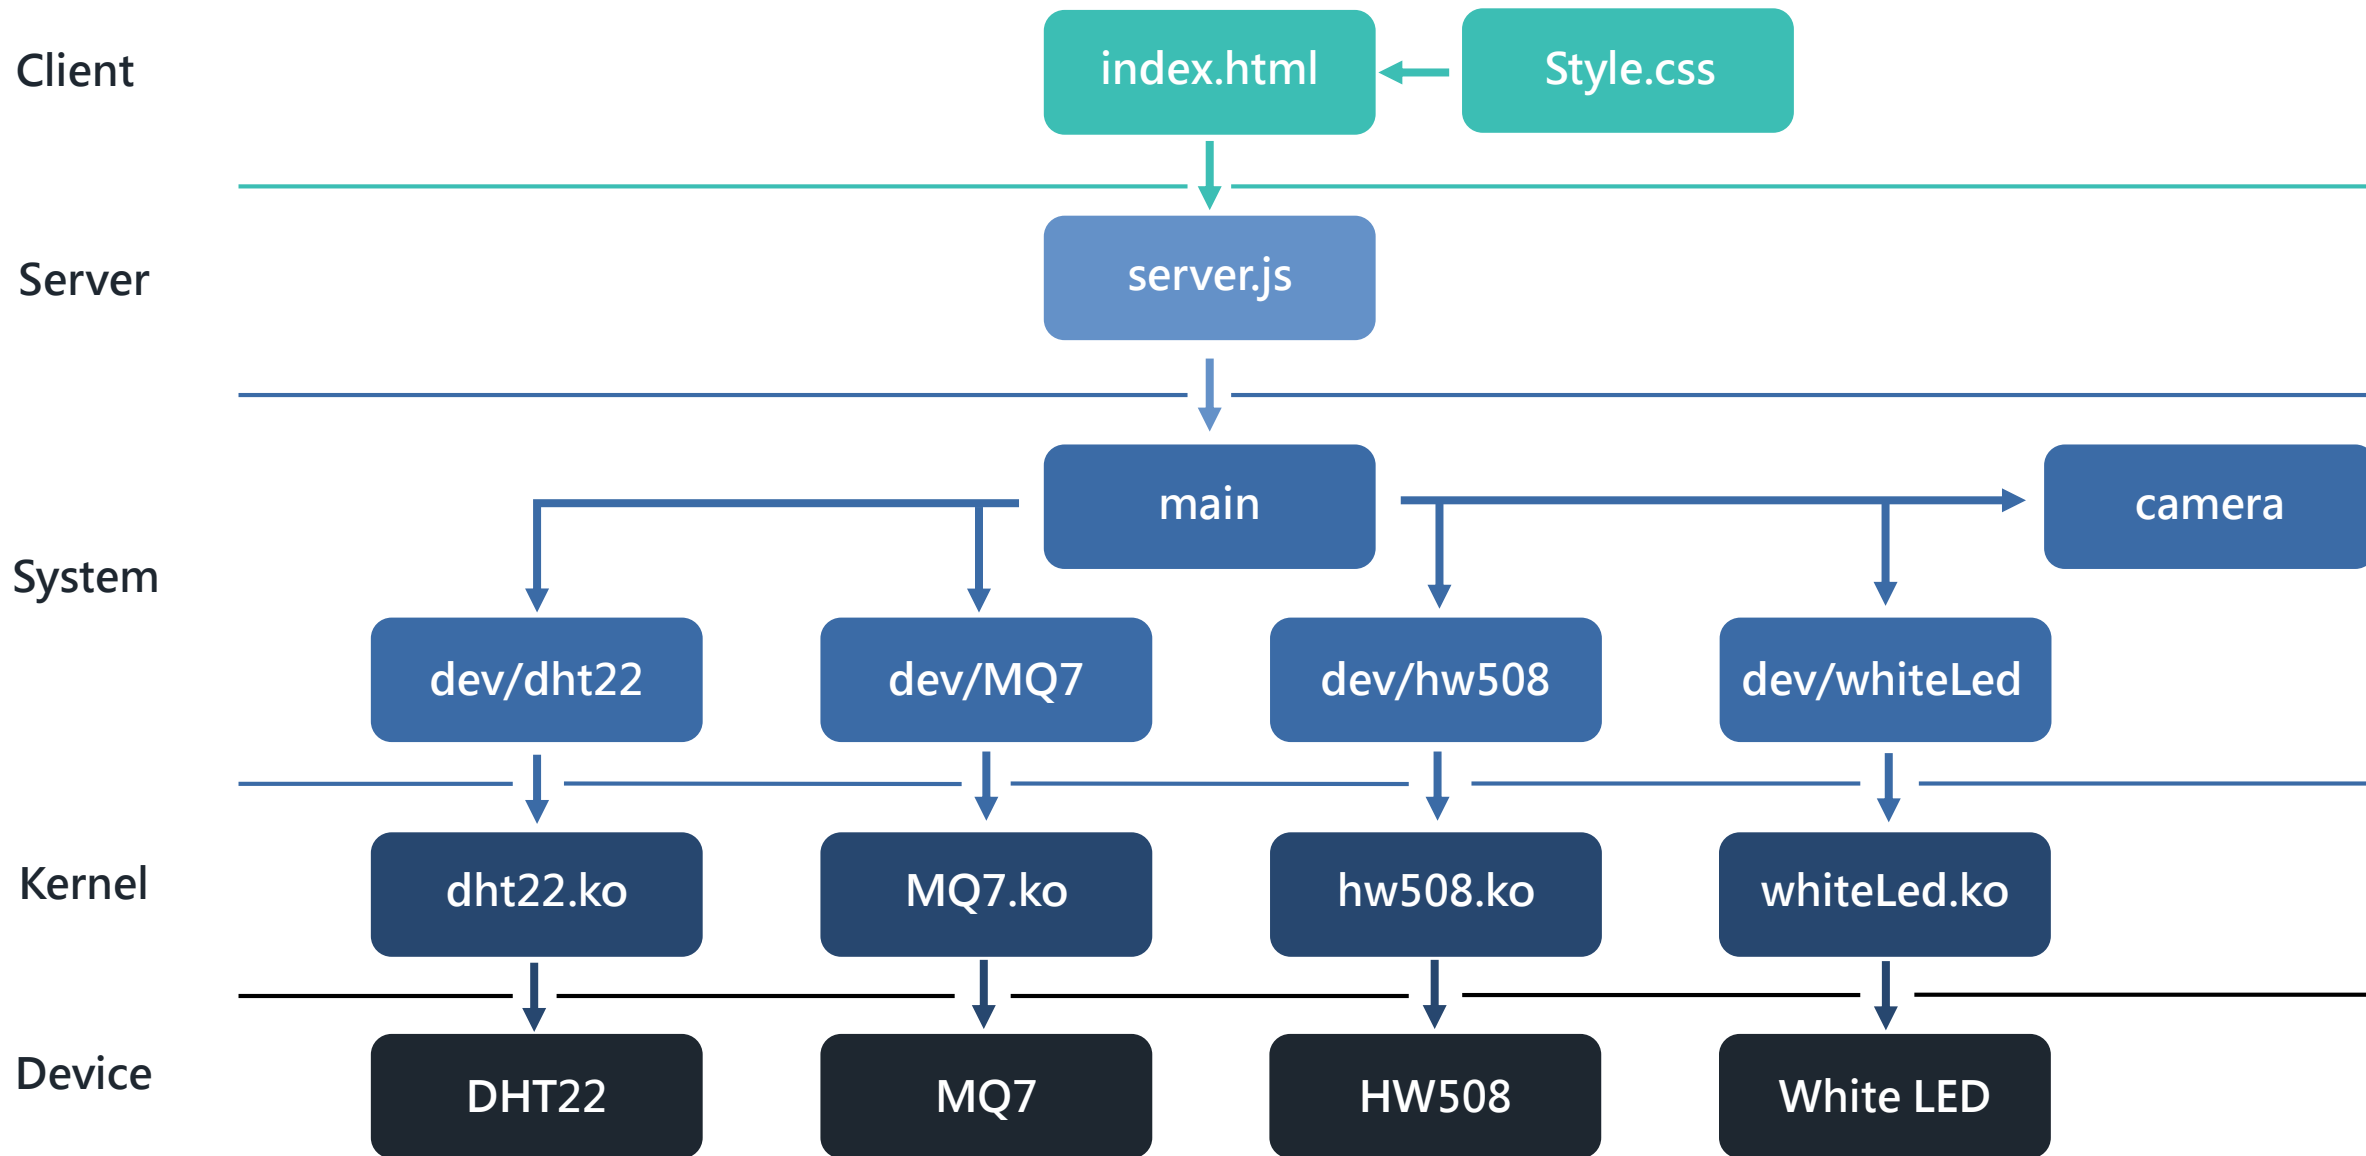 Client
index.html
Style.css
Server
server.js
System
main
camera
dev/dht22
dev/MQ7
dev/hw508
dev/whiteLed
Kernel
dht22.ko
MQ7.ko
hw508.ko
whiteLed.ko
Device
DHT22
MQ7
HW508
White LED